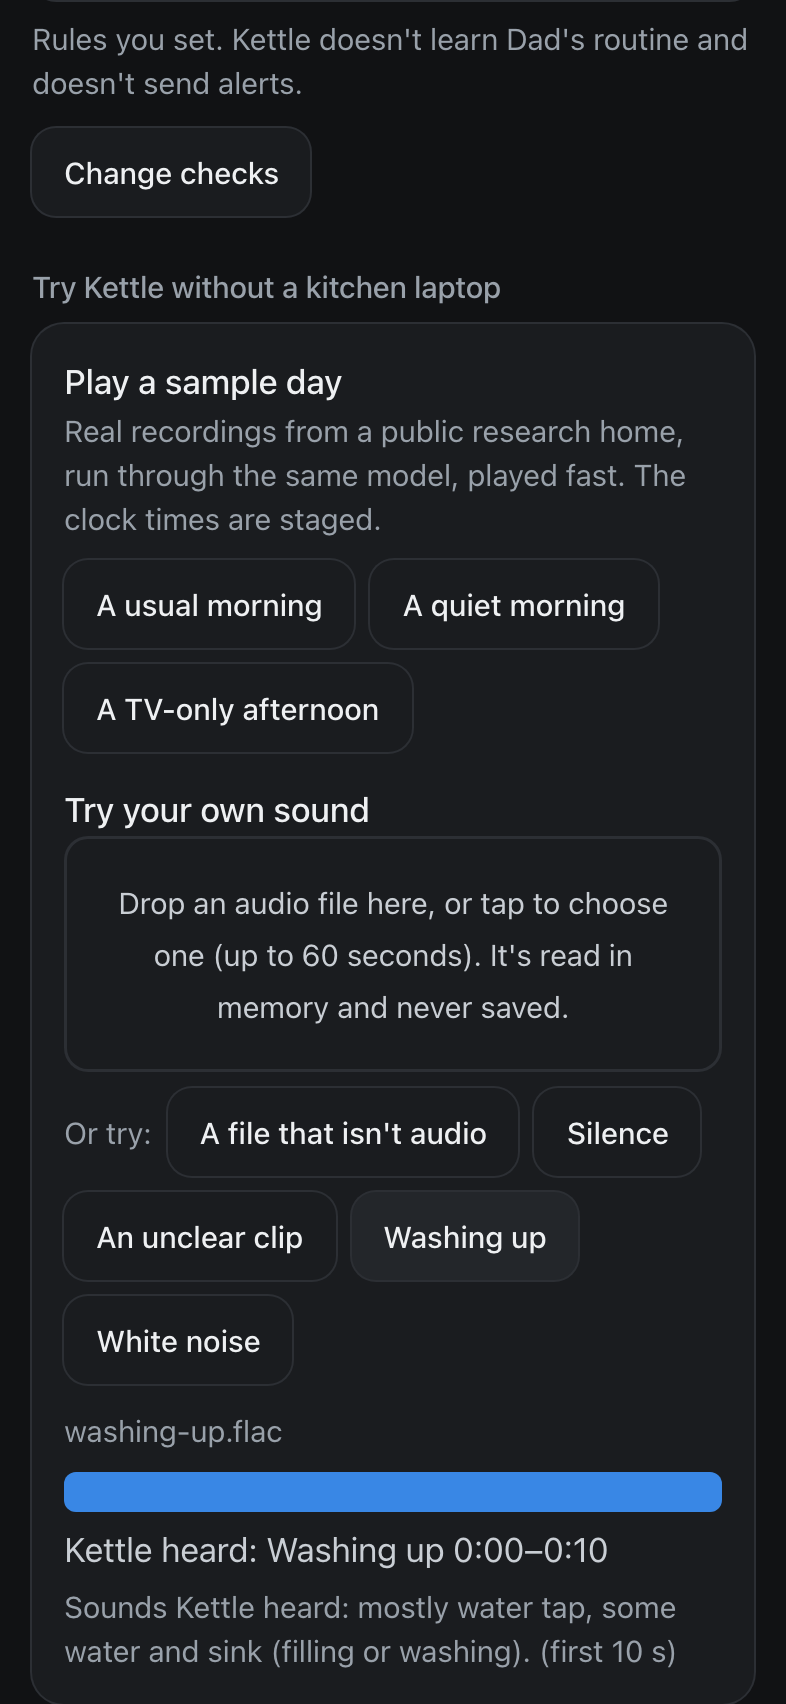 Rules you set. Kettle doesn't learn Dad's routine and
doesn't send alerts.
Change checks
Try Kettle without a kitchen laptop
Play a sample day
Real recordings from a public research home,
run through the same model, played fast. The
clock times are staged.
A usual morning
A quiet morning
A TV-only afternoon
Try your own sound
Drop an audio file here, or tap to choose
one (up to 60 seconds). It's read in
memory and never saved.
Or try:
A file that isn't audio
Silence
An unclear clip
Washing up
White noise
washing-up.flac
Kettle heard: Washing up 0:00–0:10
Sounds Kettle heard: mostly water tap, some
water and sink (filling or washing). (first 10 s)